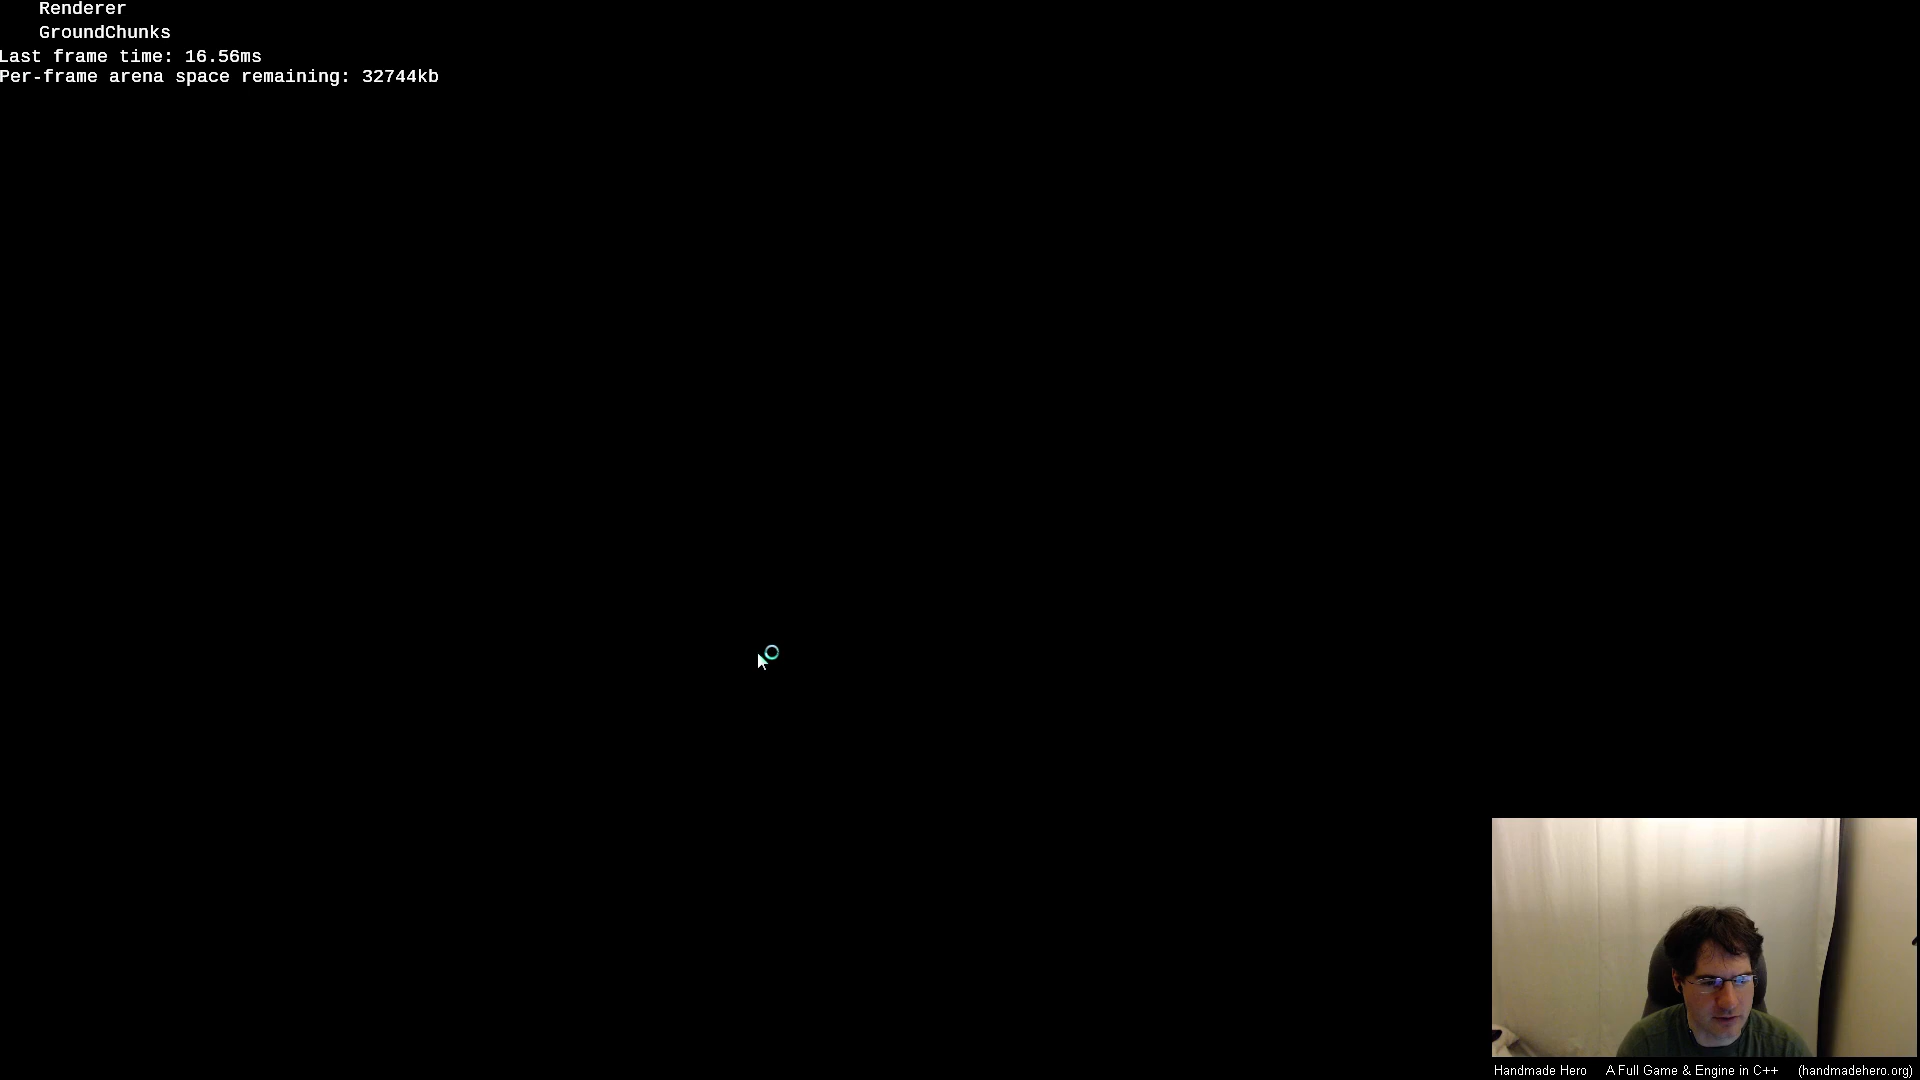 Renderer
GroundChunks
Last frame time: 16.56ms
Per-frame arena space remaining: 32744kb
Handmade Hero A Full Game & Engine in C++ (handmadehero.org)